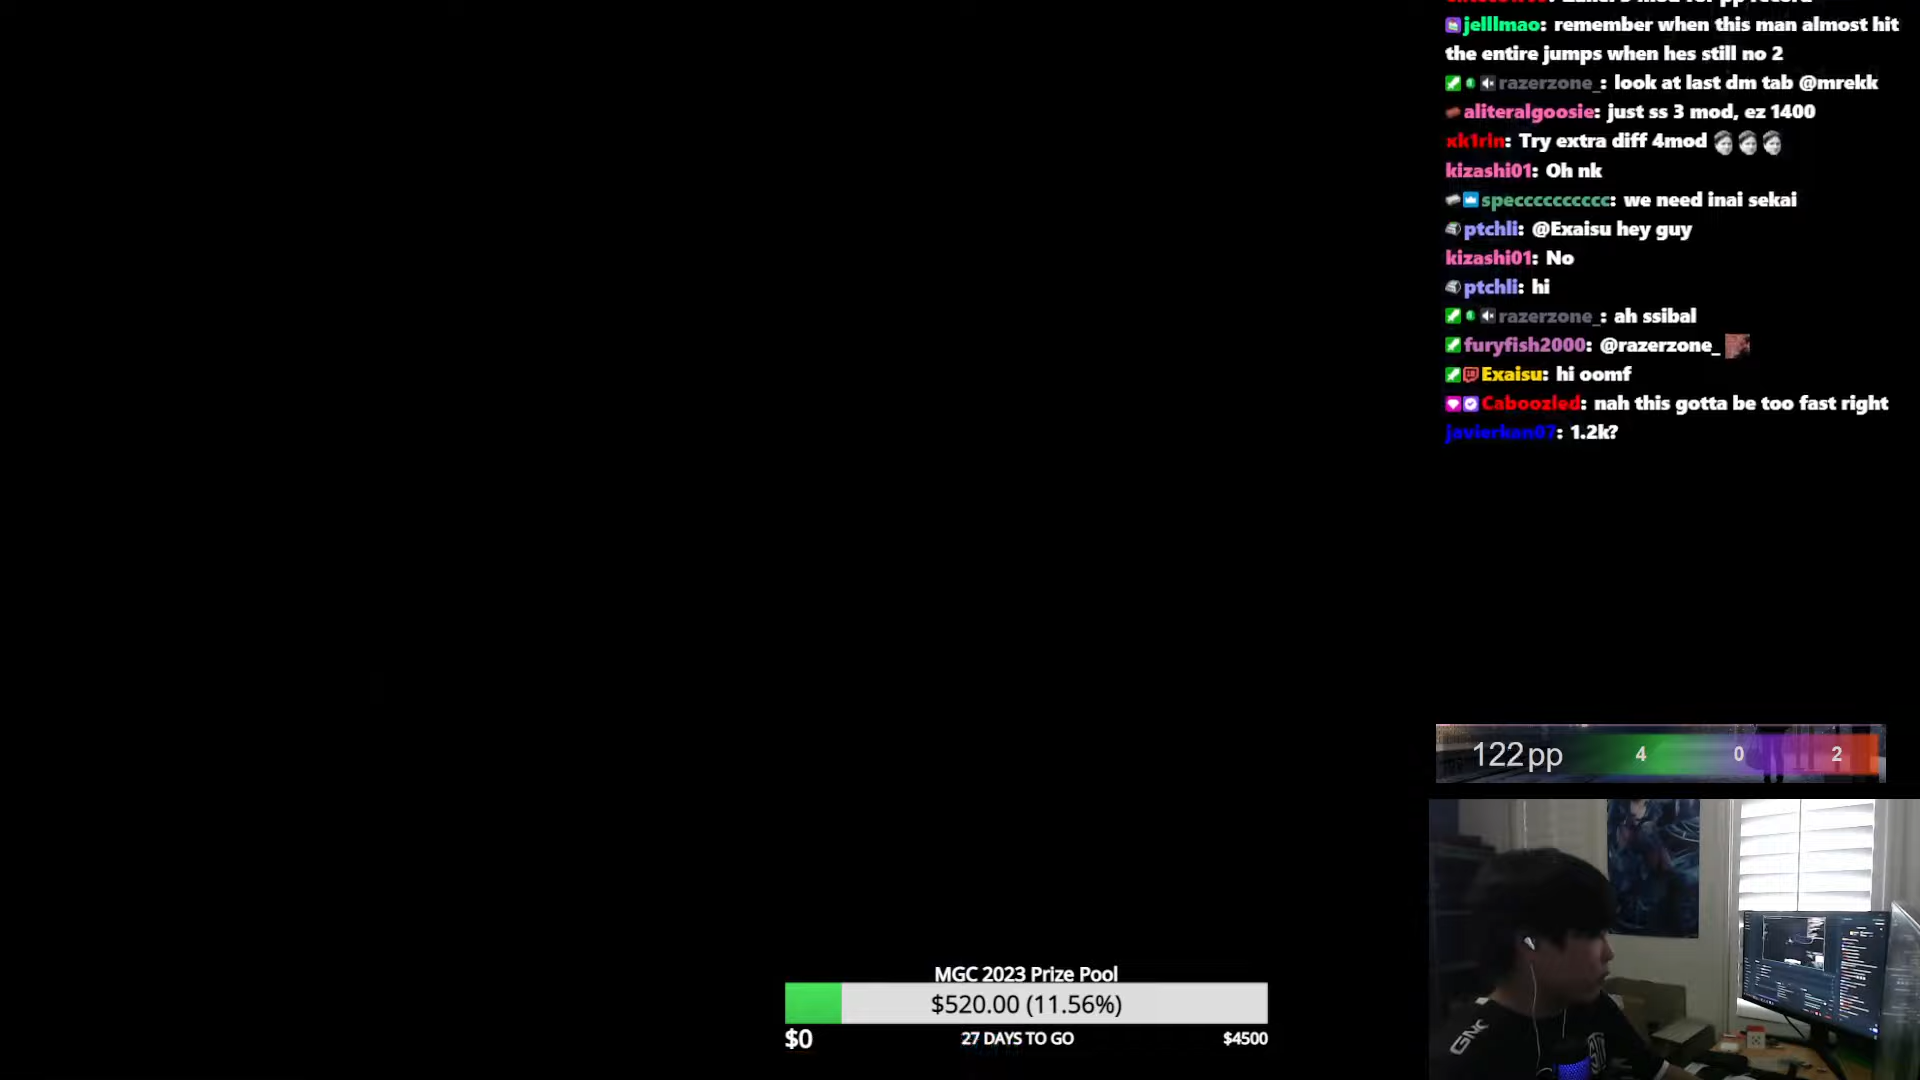 jelllmao: remember when this man almost hit
the entire jumps when hes still no 2
razerzone_: look at last dm tab @mrekk
aliteralgoosie: just ss 3 mod, ez 1400
xk1rin: Try extra diff 4mod
kizashi01: Oh nk
specccccccccc: we need inai sekai
ptchli: @Exaisu hey guy
kizashi01: No
ptchli: hi
razerzone_: ah ssibal
furyfish2000: @razerzone_
Exaisu: hi oomf
Caboozled: nah this gotta be too fast right
javierkan07: 1.2k?
122pp 4 0 2
MGC 2023 Prize Pool
$520.00 (11.56%)
$0 27 DAYS TO GO $4500